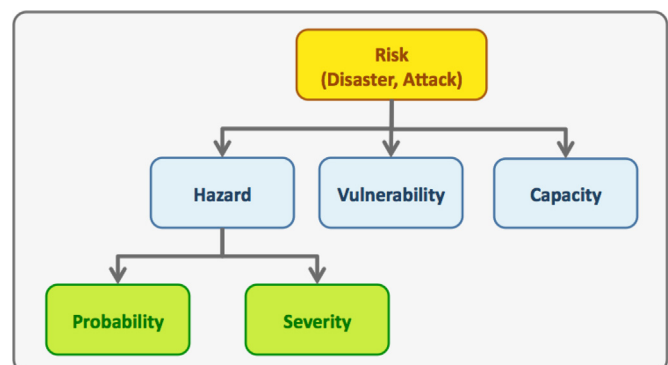 Risk
(Disaster, Attack)
Hazard
Vulnerability
Capacity
Probability
Severity